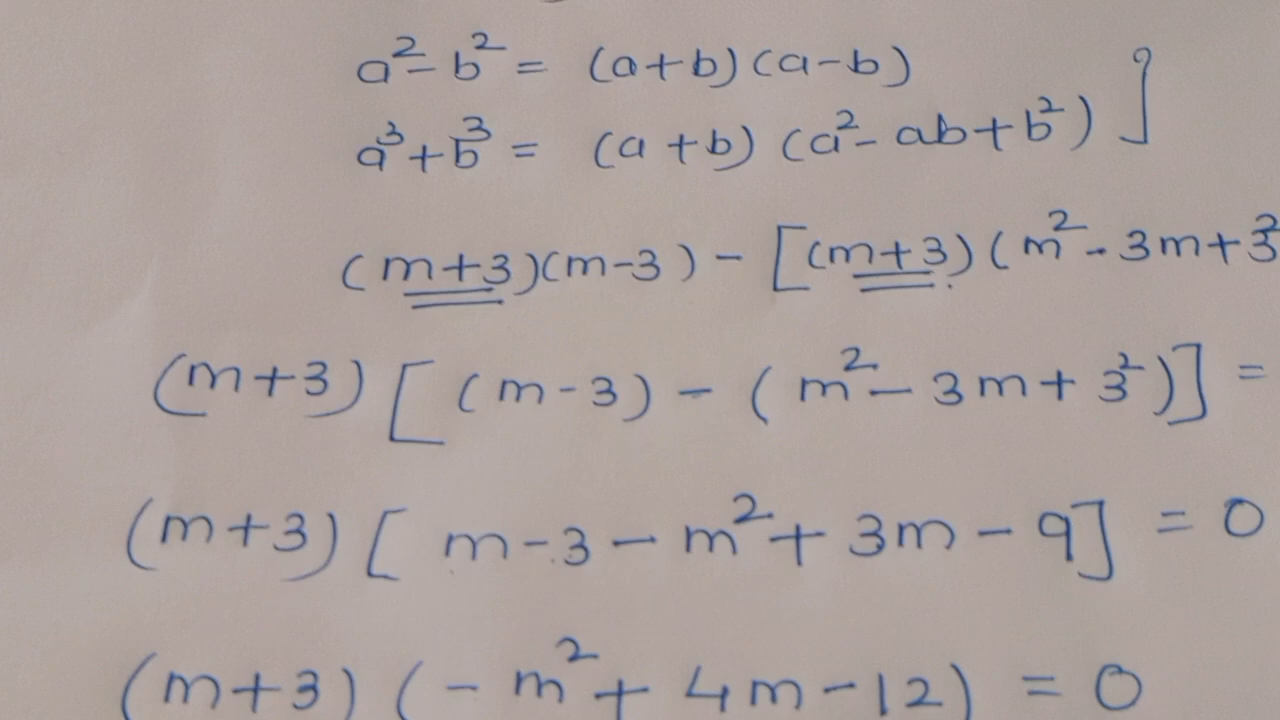 a² - b² = (a+b)(a-b)
a³ + b³ = (a+b)(a² - ab + b²) ]
(m+3)(m-3) - [(m+3)(m² - 3m + 3²
(m+3)[(m-3) - (m² - 3m + 3²)] =
(m+3)[m-3-m²+3m-9] = 0
(m+3)(-m²+4m-12) = 0